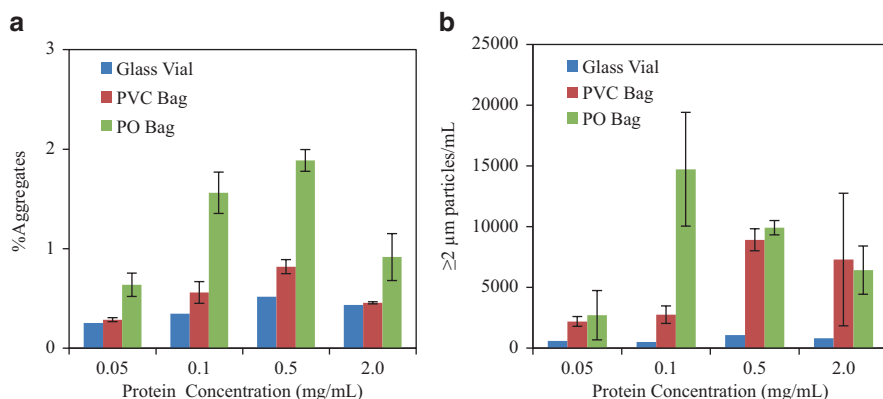 a
3
2
1
0
%Aggregates
Glass Vial
PVC Bag
PO Bag
0.05 0.1 0.5 2.0
Protein Concentration (mg/mL)
b
25000
20000
15000
10000
5000
0
≥2 µm particles/mL
Glass Vial
PVC Bag
PO Bag
0.05 0.1 0.5 2.0
Protein Concentration (mg/mL)